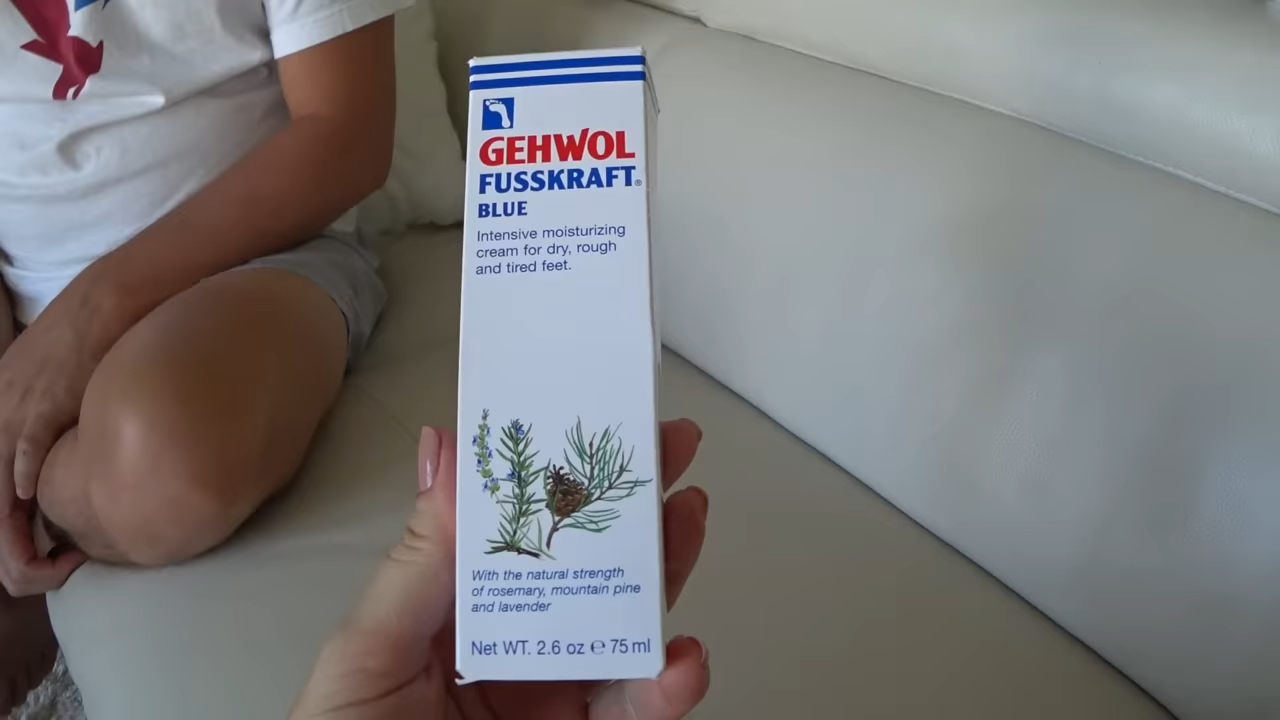 GEHWOL
FUSSKRAFT®
BLUE
Intensive moisturizing
cream for dry, rough
and tired feet.
With the natural strength
of rosemary, mountain pine
and lavender
Net WT. 2.6 oz ℮ 75 ml